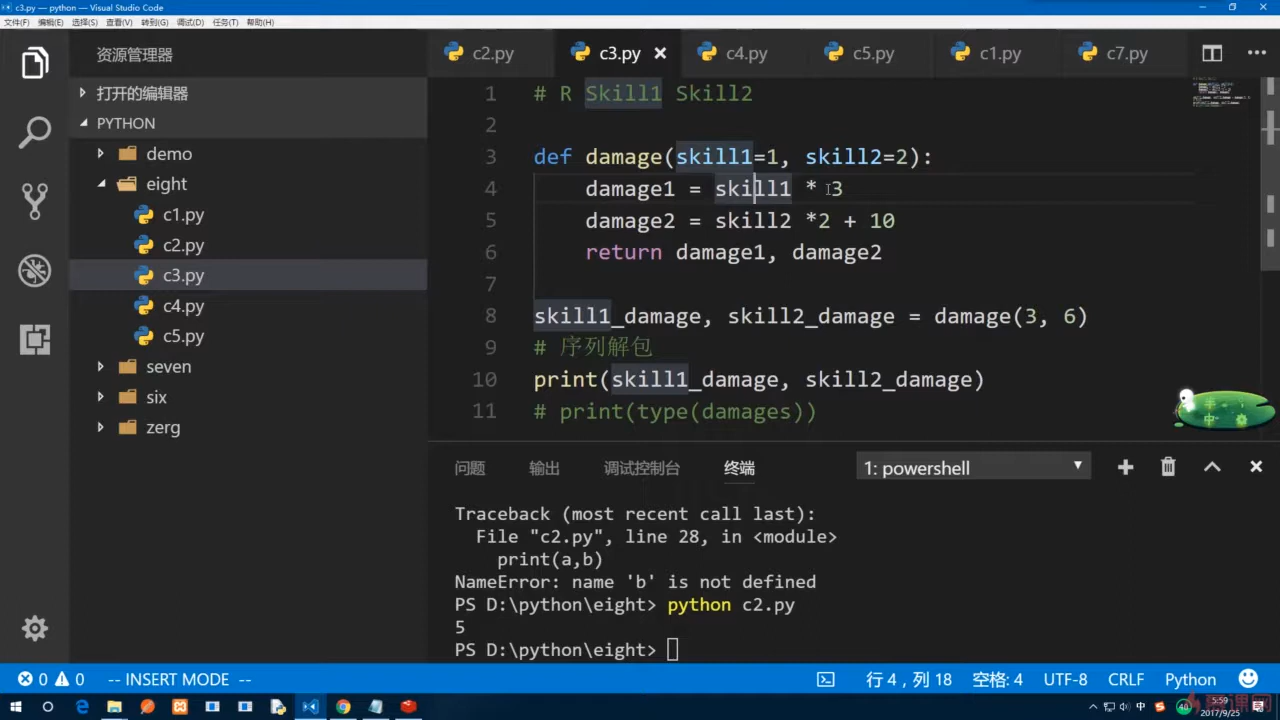 c3.py — python — Visual Studio Code
文件(F) 编辑(E) 选择(S) 查看(V) 转到(G) 调试(D) 任务(T) 帮助(H)
资源管理器
c2.py c3.py c4.py c5.py c1.py c7.py
打开的编辑器
PYTHON
demo
eight
c1.py
c2.py
c3.py
c4.py
c5.py
seven
six
zerg
1 # R Skill1 Skill2
2
3 def damage(skill1=1, skill2=2):
4 damage1 = skill1 * 3
5 damage2 = skill2 *2 + 10
6 return damage1, damage2
7
8 skill1_damage, skill2_damage = damage(3, 6)
9 # 序列解包
10 print(skill1_damage, skill2_damage)
11 # print(type(damages))
问题 输出 调试控制台 终端 1: powershell
Traceback (most recent call last):
File "c2.py", line 28, in <module>
print(a,b)
NameError: name 'b' is not defined
PS D:\python\eight> python c2.py
5
PS D:\python\eight>
0 0 -- INSERT MODE -- 行 4，列 18 空格: 4 UTF-8 CRLF Python
中 5:59
2017/9/25